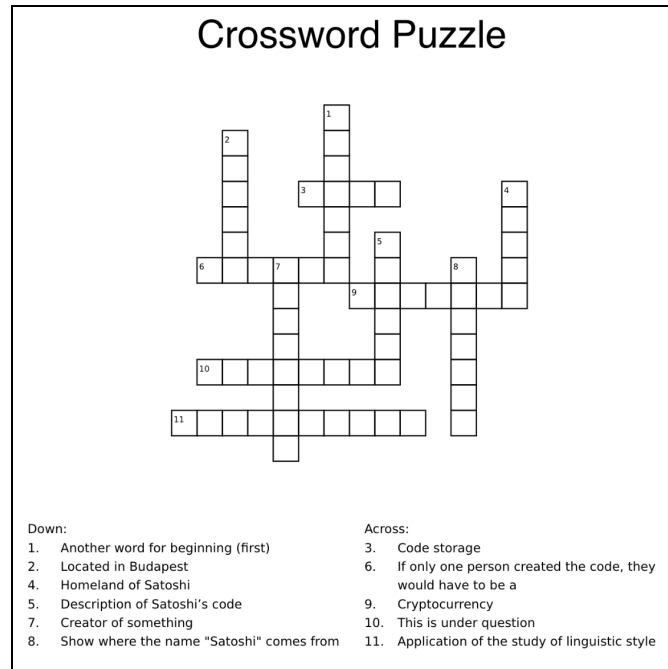 Crossword Puzzle
1
2
3
4
5
6
7
8
9
10
11
Down:
1. Another word for beginning (first)
2. Located in Budapest
4. Homeland of Satoshi
5. Description of Satoshi's code
7. Creator of something
8. Show where the name "Satoshi" comes from
Across:
3. Code storage
6. If only one person created the code, they
would have to be a
9. Cryptocurrency
10. This is under question
11. Application of the study of linguistic style